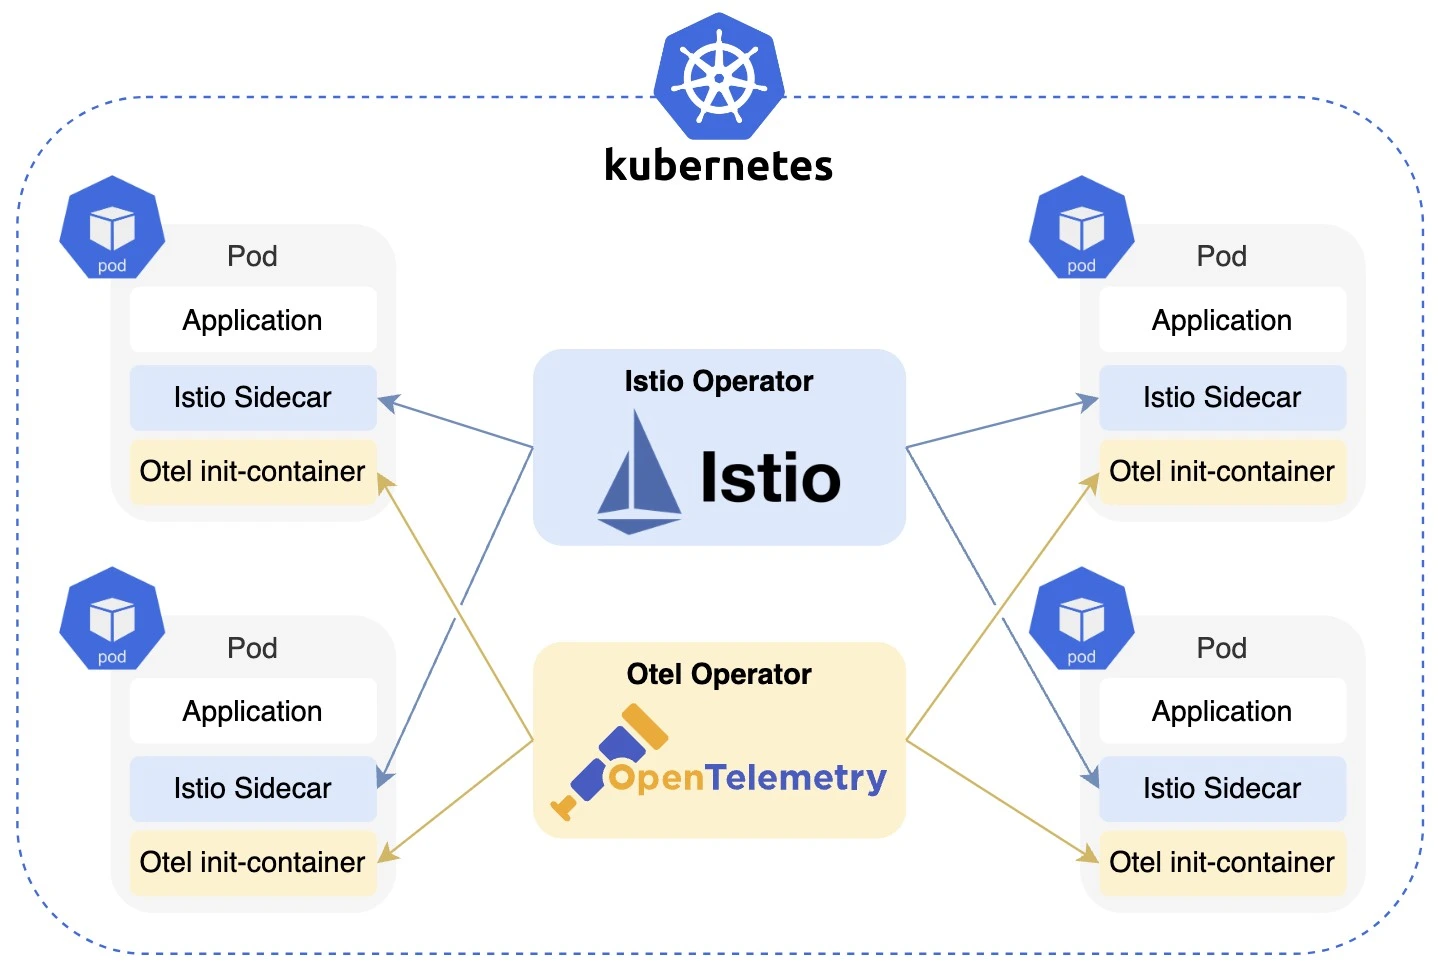 kubernetes
pod
Pod
Application
Istio Sidecar
Otel init-container
pod
Pod
Application
Istio Sidecar
Otel init-container
Istio Operator
Istio
Otel Operator
OpenTelemetry
pod
Pod
Application
Istio Sidecar
Otel init-container
pod
Pod
Application
Istio Sidecar
Otel init-container